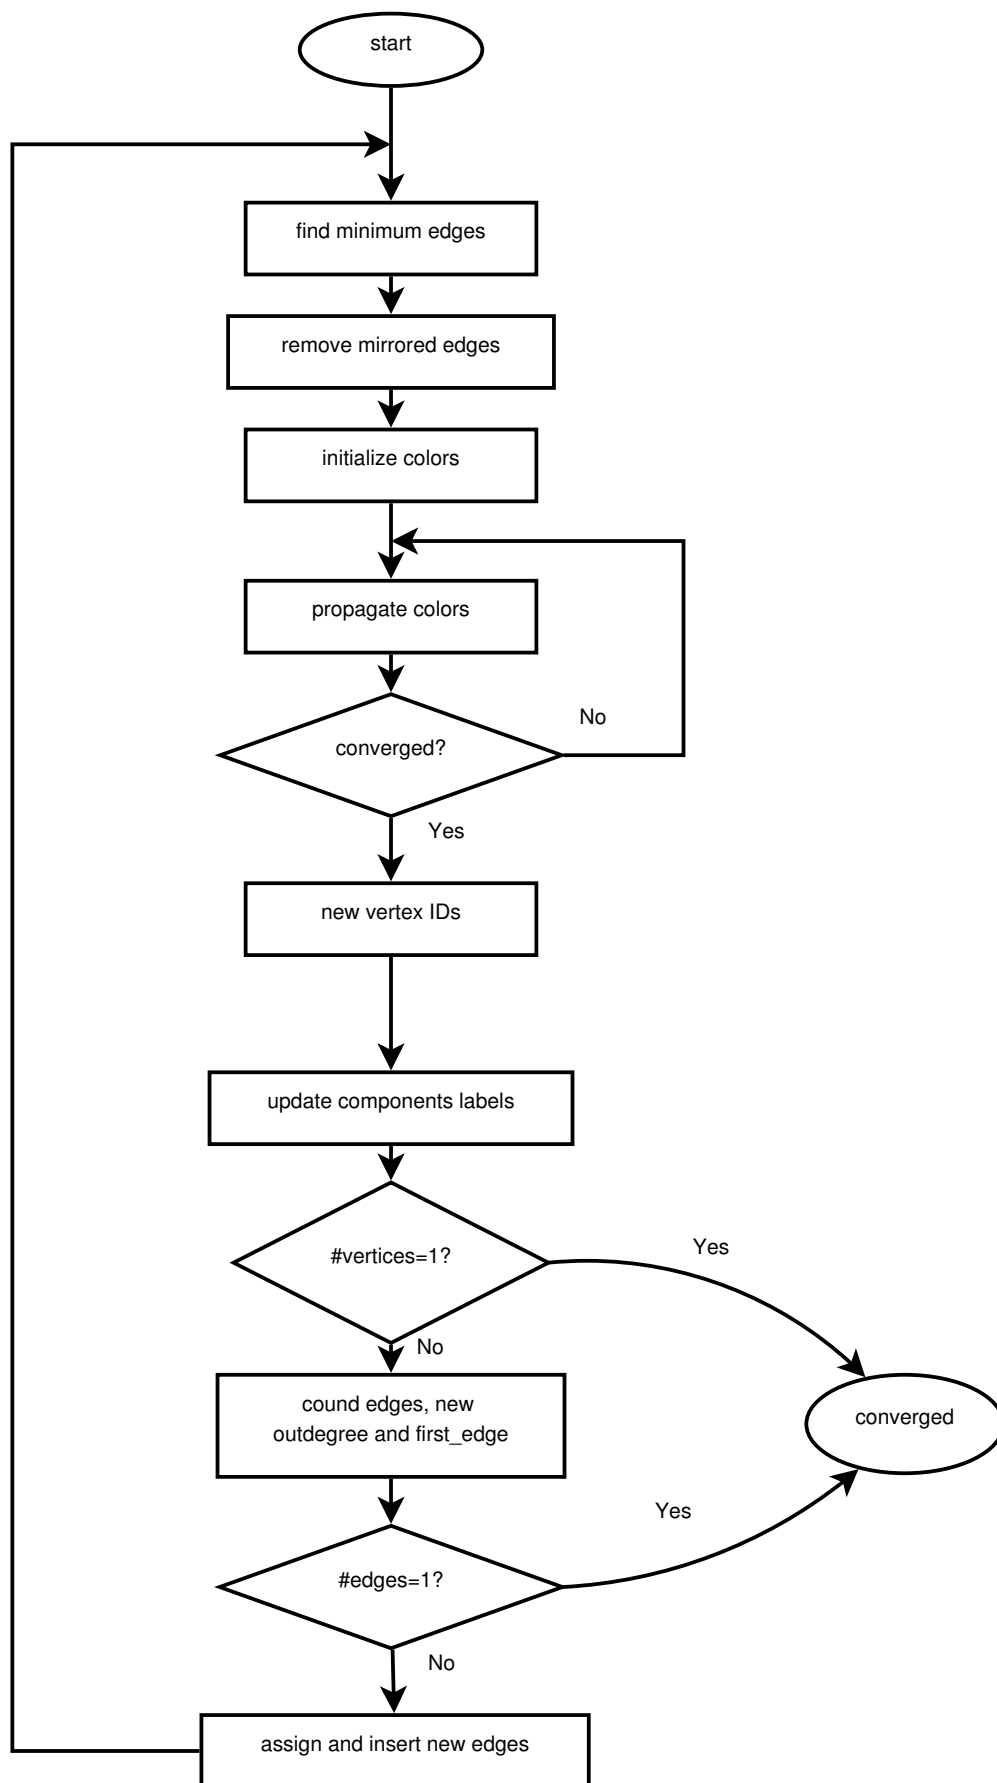 start
find minimum edges
remove mirrored edges
initialize colors
propagate colors
converged?
No
Yes
new vertex IDs
update components labels
#vertices=1?
Yes
No
cound edges, new
outdegree and first_edge
converged
#edges=1?
Yes
No
assign and insert new edges